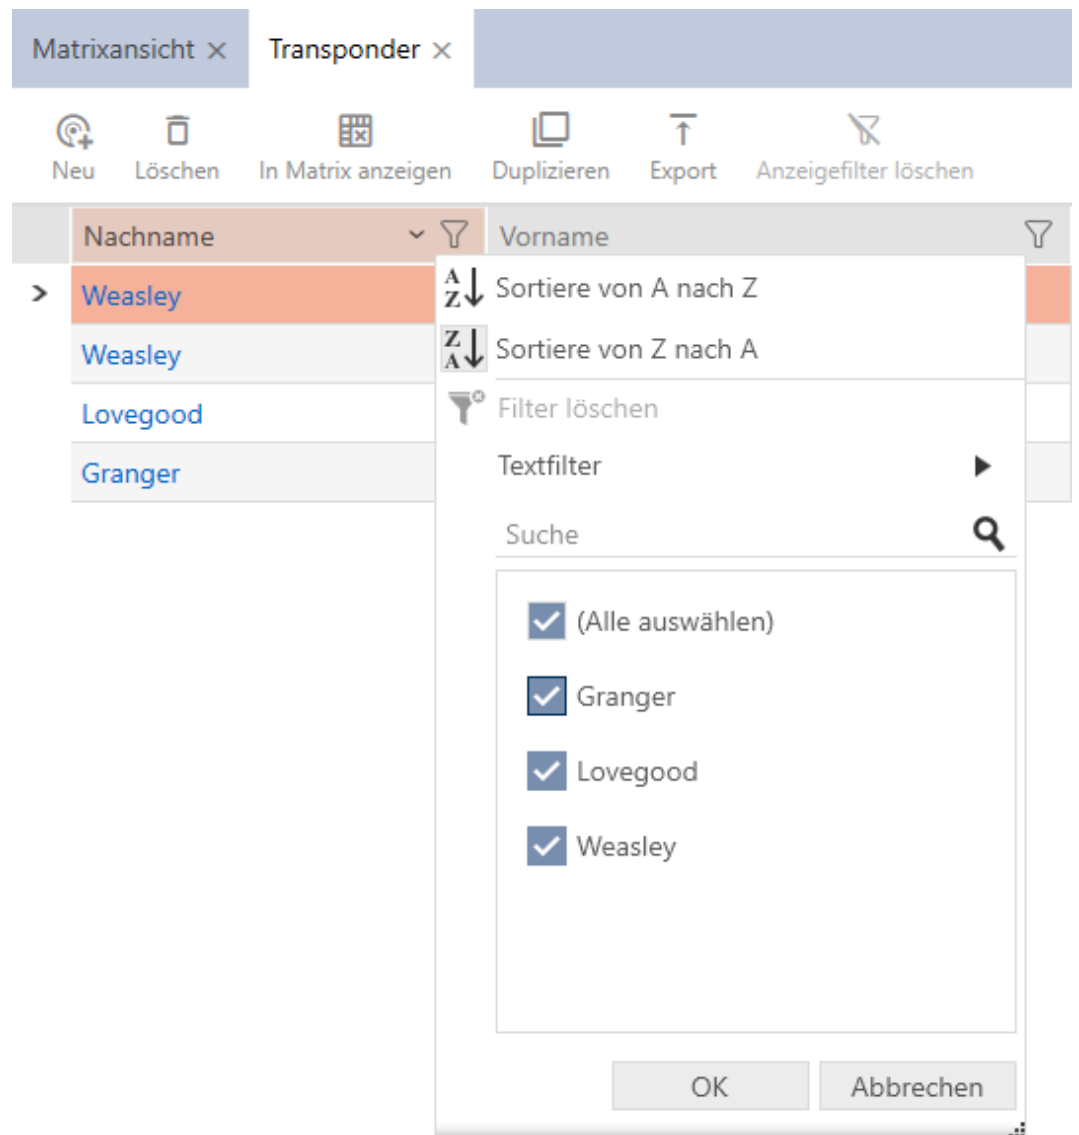 Matrixansicht Transponder
Neu Löschen In Matrix anzeigen Duplizieren Export Anzeigefilter löschen
Nachname Vorname
Weasley
Weasley
Lovegood
Granger
A Z Sortiere von A nach Z
Z A Sortiere von Z nach A
Filter löschen
Textfilter
Suche
(Alle auswählen)
Granger
Lovegood
Weasley
OK Abbrechen